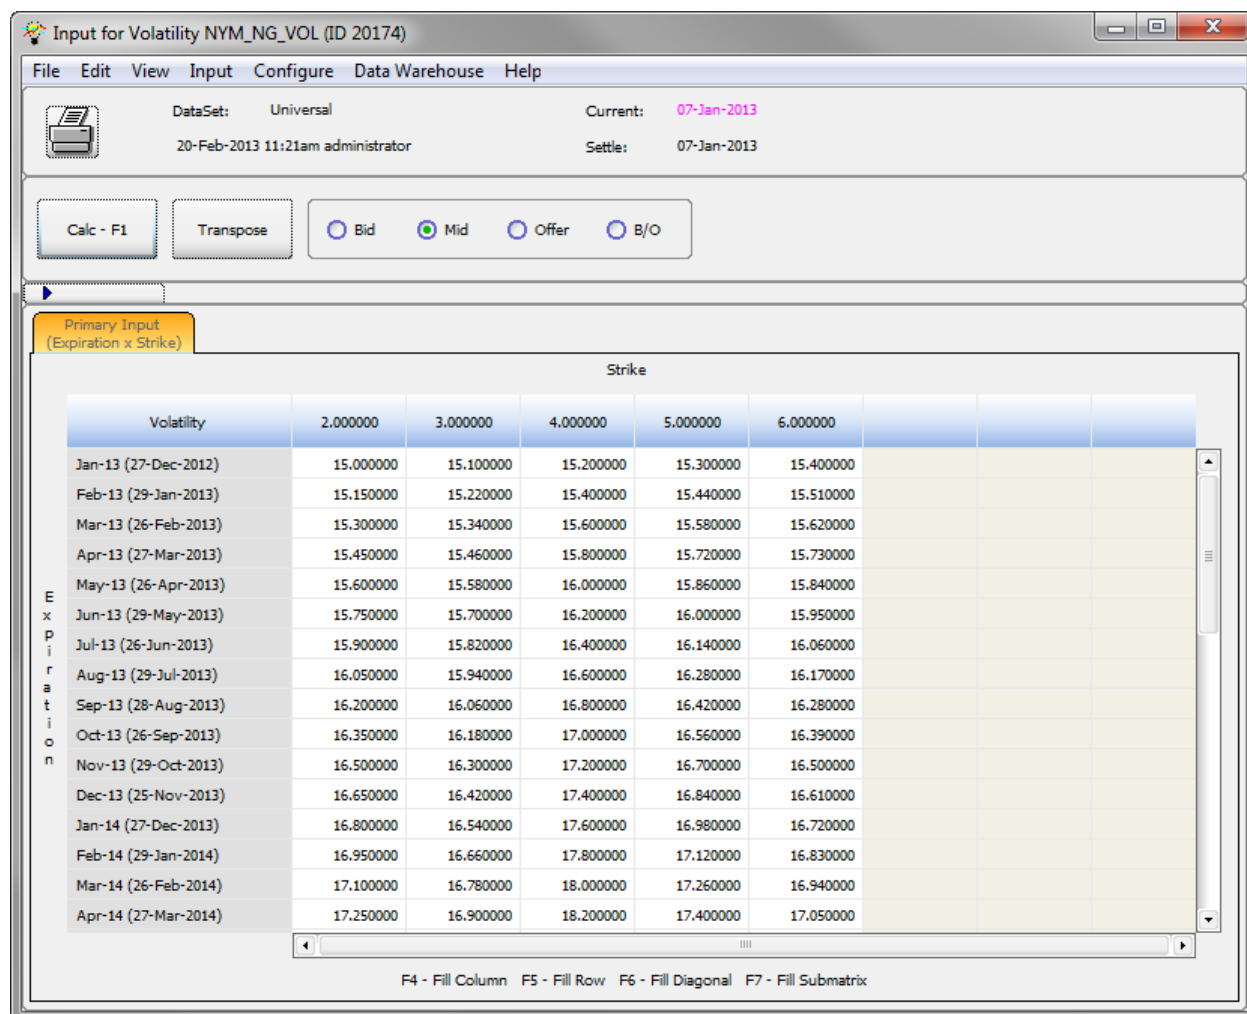 Input for Volatility NYM_NG_VOL (ID 20174)
File Edit View Input Configure Data Warehouse Help
DataSet: Universal Current: 07-Jan-2013
20-Feb-2013 11:21am administrator Settle: 07-Jan-2013
Calc - F1 Transpose Bid Mid Offer B/O
Primary Input
(Expiration x Strike)
Strike
Volatility 2.000000 3.000000 4.000000 5.000000 6.000000
Jan-13 (27-Dec-2012) 15.000000 15.100000 15.200000 15.300000 15.400000
Feb-13 (29-Jan-2013) 15.150000 15.220000 15.400000 15.440000 15.510000
Mar-13 (26-Feb-2013) 15.300000 15.340000 15.600000 15.580000 15.620000
Apr-13 (27-Mar-2013) 15.450000 15.460000 15.800000 15.720000 15.730000
May-13 (26-Apr-2013) 15.600000 15.580000 16.000000 15.860000 15.840000
Jun-13 (29-May-2013) 15.750000 15.700000 16.200000 16.000000 15.950000
Jul-13 (26-Jun-2013) 15.900000 15.820000 16.400000 16.140000 16.060000
Aug-13 (29-Jul-2013) 16.050000 15.940000 16.600000 16.280000 16.170000
Sep-13 (28-Aug-2013) 16.200000 16.060000 16.800000 16.420000 16.280000
Oct-13 (26-Sep-2013) 16.350000 16.180000 17.000000 16.560000 16.390000
Nov-13 (29-Oct-2013) 16.500000 16.300000 17.200000 16.700000 16.500000
Dec-13 (25-Nov-2013) 16.650000 16.420000 17.400000 16.840000 16.610000
Jan-14 (27-Dec-2013) 16.800000 16.540000 17.600000 16.980000 16.720000
Feb-14 (29-Jan-2014) 16.950000 16.660000 17.800000 17.120000 16.830000
Mar-14 (26-Feb-2014) 17.100000 16.780000 18.000000 17.260000 16.940000
Apr-14 (27-Mar-2014) 17.250000 16.900000 18.200000 17.400000 17.050000
Expiration
F4 - Fill Column F5 - Fill Row F6 - Fill Diagonal F7 - Fill Submatrix